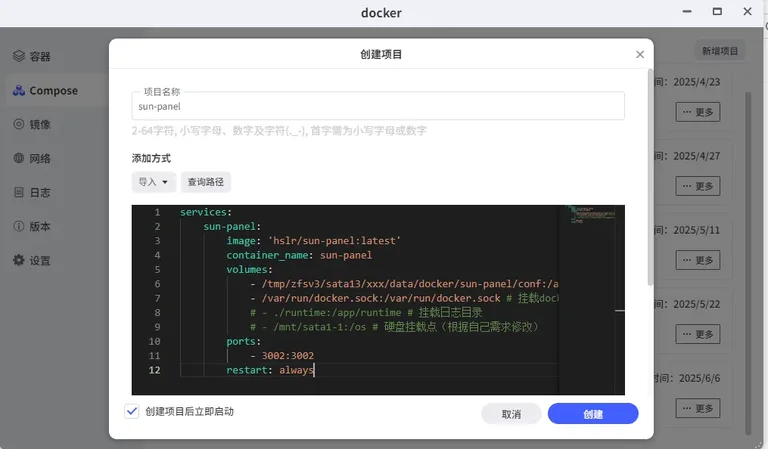 docker
容器
Compose
镜像
网络
日志
版本
设置
新增项目
间：2025/4/23
··· 更多
间：2025/4/27
··· 更多
间：2025/5/11
··· 更多
间：2025/5/22
··· 更多
时间：2025/6/6
··· 更多
创建项目
项目名称
sun-panel
2-64字符, 小写字母、数字及字符(._-), 首字需为小写字母或数字
添加方式
导入
查询路径
1 services:
2 sun-panel:
3 image: 'hslr/sun-panel:latest'
4 container_name: sun-panel
5 volumes:
6 - /tmp/zfsv3/sata13/xxx/data/docker/sun-panel/conf:/a
7 - /var/run/docker.sock:/var/run/docker.sock # 挂载doc
8 # - ./runtime:/app/runtime # 挂载日志目录
9 # - /mnt/sata1-1:/os # 硬盘挂载点（根据自己需求修改）
10 ports:
11 - 3002:3002
12 restart: always
创建项目后立即启动
取消
创建